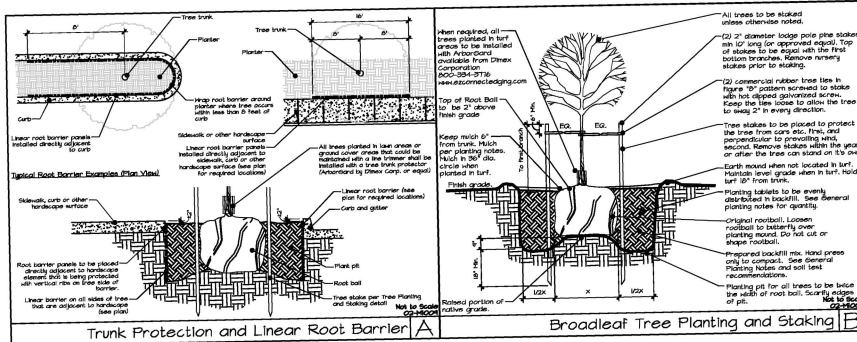 Tree trunk
Planter
8'
Wrap root barrier around
planter where tree occurs
within less than 8 feet of
curb
Curb
Linear root barrier panels
installed directly adjacent
to curb
16'
8'
8'
Tree trunk
Planter
Sidewalk or other hardscape
surface
Linear root barrier panels
installed directly adjacent to
sidewalk, curb or other
hardscape surface (see plan
for required locations)
Typical Root Barrier Examples (Plan View)
All trees planted in lawn areas or
ground cover areas that could be
maintained with a line trimmer shall be
installed with a tree trunk protector
(ArborGard by Dimex Corp. or equal)
Sidewalk, curb or other
hardscape surface
Linear root barrier (see
plan for required locations)
Curb and gutter
Root barrier panels to be placed
directly adjacent to hardscape
element that is being protected
with vertical ribs on tree side of
barrier.
Linear barrier on all sides of tree
that are adjacent to hardscape
(see plan)
Plant pit
Root ball
Tree stake per Tree Planting
and Staking detail
Not to Scale
Trunk Protection and Linear Root Barrier
A
When required, all
trees planted in turf
areas to be installed
with ArborGard
available from Dimex
Corporation
www.ezconnectedging.com
Top of Root Ball
to be 2" above
finish grade
Keep mulch 6"
from trunk. Mulch
per planting notes.
Mulch in 36" dia.
circle when
planted in turf.
Finish grade
Raised portion of
native grade.
To first branch
6" Min.
EQ.
EQ.
18" Min.
1/2X
X
1/2X
All trees to be staked
unless otherwise noted.
(2) 2" diameter lodge pole pine stakes
min 10' long (or approved equal). Top
of stakes to be equal with the first
bottom branches. Remove nursery
stakes prior to staking.
(2) commercial rubber tree ties in
figure "8" pattern screwed to stake
with hot dipped galvanized screw.
Keep the ties loose to allow the tree
to sway 2" in every direction.
Tree stakes to be placed to protect
the tree from cars etc. first, and
perpendicular to prevailing wind,
second. Remove stakes within the year
or after the tree can stand on it's own
Earth mound when not located in turf.
Maintain level grade when in turf. Hold
turf 18" from trunk.
Planting tablets to be evenly
distributed in backfill. See General
planting notes for quantity.
Original rootball. Loosen
rootball to butterfly over
planting mound. Do not cut or
shape rootball.
Prepared backfill mix. Hand press
only to compact. See General
Planting Notes and soil test
recommendations.
Planting pit for all trees to be twice
the width of root ball. Scarify edges
of pit.
Not to Sc
Broadleaf Tree Planting and Staking